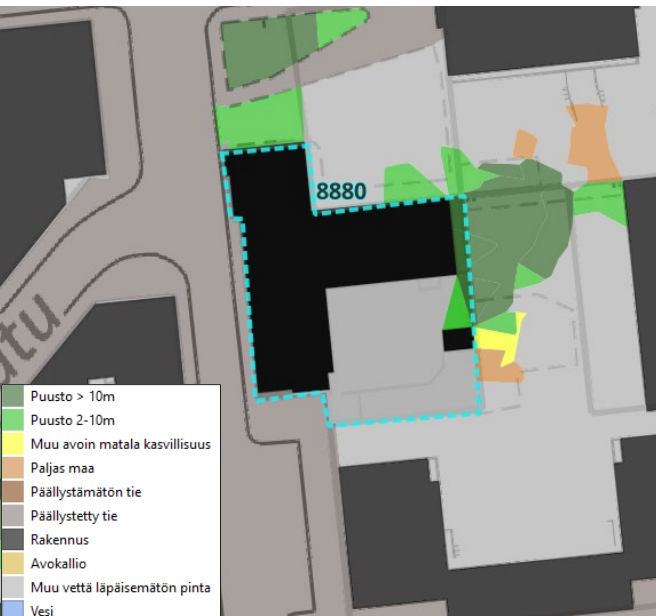 8880
atu
Puusto > 10m
Puusto 2-10m
Muu avoin matala kasvillisuus
Paljas maa
Päällystämätön tie
Päällystetty tie
Rakennus
Avokallio
Muu vettä läpäisemätön pinta
Vesi